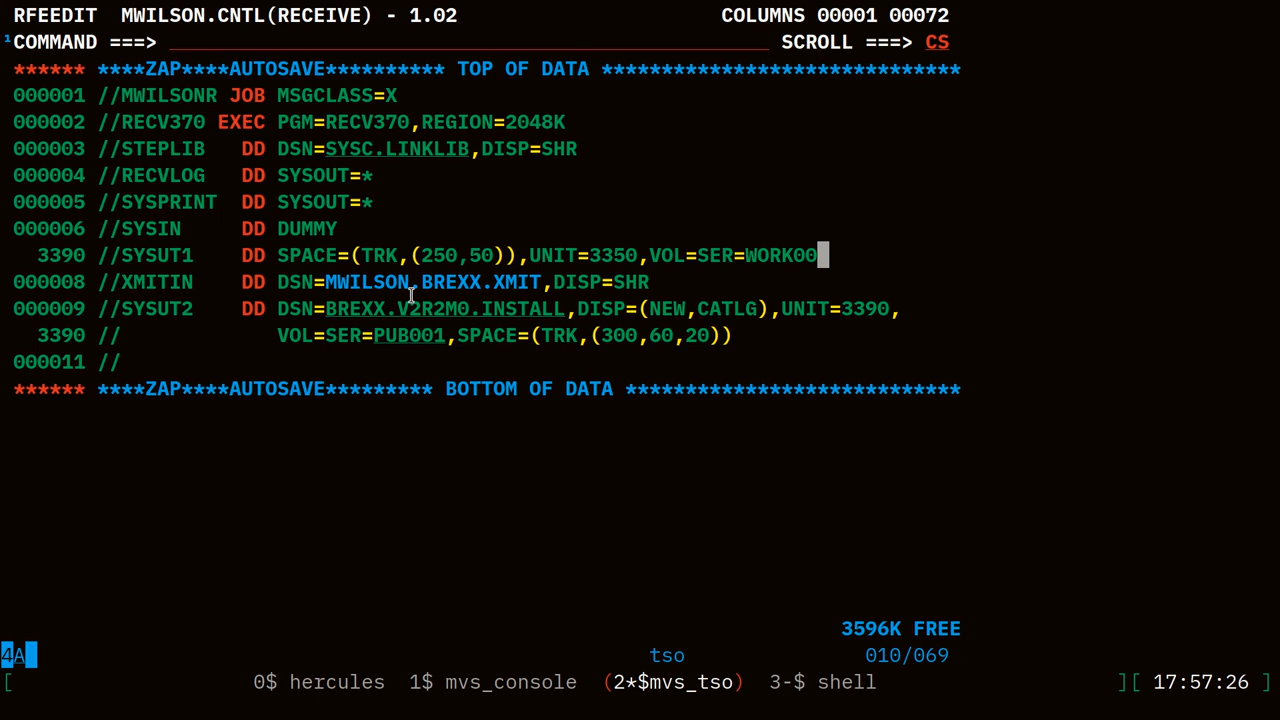 RFEEDIT  MWILSON.CNTL(RECEIVE) - 1.02                      COLUMNS 00001 00072
¹COMMAND ===>                                                    SCROLL ===> CS
****** ****ZAP****AUTOSAVE********** TOP OF DATA ******************************
000001 //MWILSONR JOB MSGCLASS=X
000002 //RECV370 EXEC PGM=RECV370,REGION=2048K
000003 //STEPLIB   DD DSN=SYSC.LINKLIB,DISP=SHR
000004 //RECVLOG   DD SYSOUT=*
000005 //SYSPRINT  DD SYSOUT=*
000006 //SYSIN     DD DUMMY
  3390 //SYSUT1    DD SPACE=(TRK,(250,50)),UNIT=3350,VOL=SER=WORK00
000008 //XMITIN    DD DSN=MWILSON.BREXX.XMIT,DISP=SHR
000009 //SYSUT2    DD DSN=BREXX.V2R2M0.INSTALL,DISP=(NEW,CATLG),UNIT=3390,
  3390 //             VOL=SER=PUB001,SPACE=(TRK,(300,60,20))
000011 //
****** ****ZAP****AUTOSAVE********* BOTTOM OF DATA ****************************
3596K FREE
4A                                                   tso               010/069
[                    0$ hercules  1$ mvs_console  (2*$mvs_tso)  3-$ shell                    ][ 17:57:26 ]